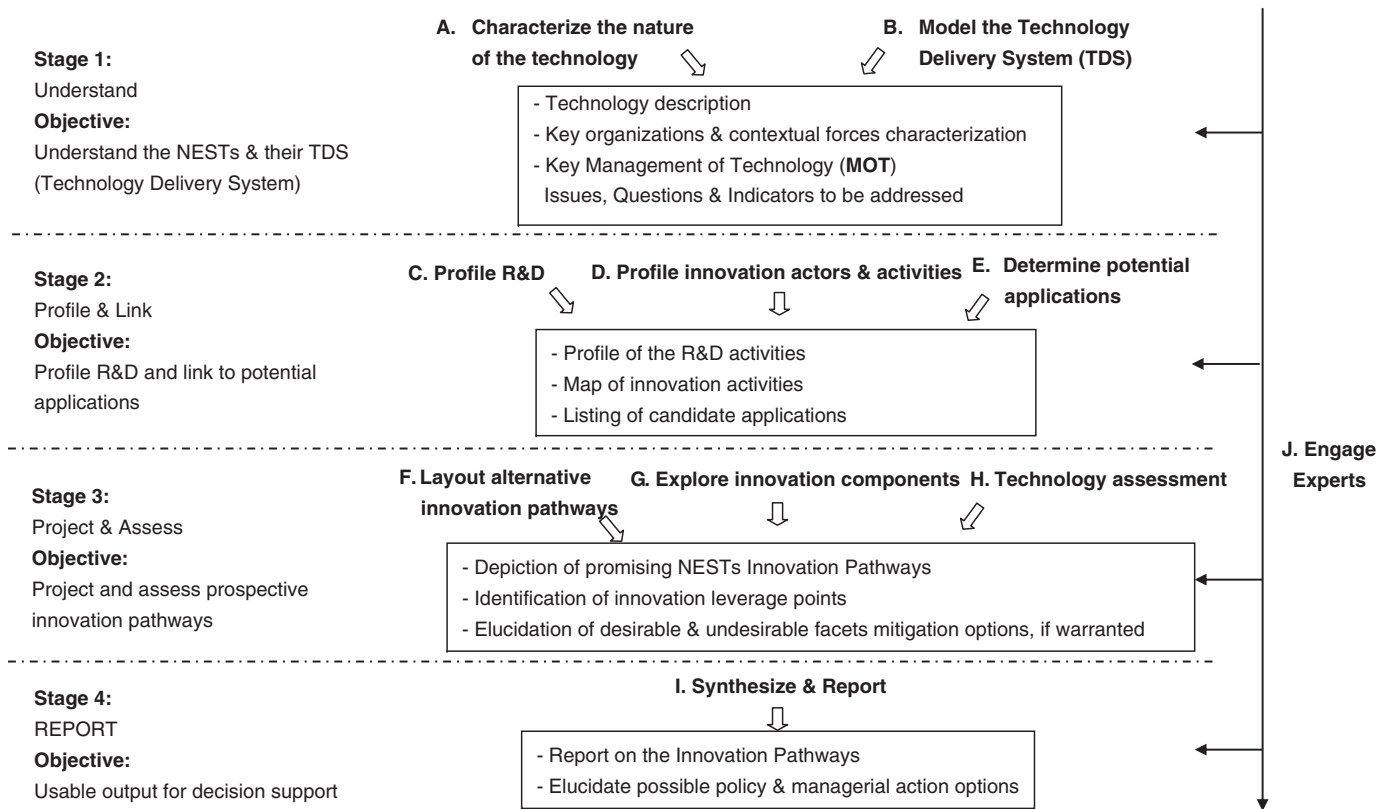 A. Characterize the nature
of the technology
B. Model the Technology
Delivery System (TDS)
Stage 1:
Understand
Objective:
Understand the NESTs & their TDS
(Technology Delivery System)
- Technology description
- Key organizations & contextual forces characterization
- Key Management of Technology (MOT)
Issues, Questions & Indicators to be addressed
Stage 2:
Profile & Link
Objective:
Profile R&D and link to potential
applications
C. Profile R&D
D. Profile innovation actors & activities
E. Determine potential
applications
- Profile of the R&D activities
- Map of innovation activities
- Listing of candidate applications
J. Engage
Experts
Stage 3:
Project & Assess
Objective:
Project and assess prospective
innovation pathways
F. Layout alternative
innovation pathways
G. Explore innovation components
H. Technology assessment
- Depiction of promising NESTs Innovation Pathways
- Identification of innovation leverage points
- Elucidation of desirable & undesirable facets mitigation options, if warranted
Stage 4:
REPORT
Objective:
Usable output for decision support
I. Synthesize & Report
- Report on the Innovation Pathways
- Elucidate possible policy & managerial action options